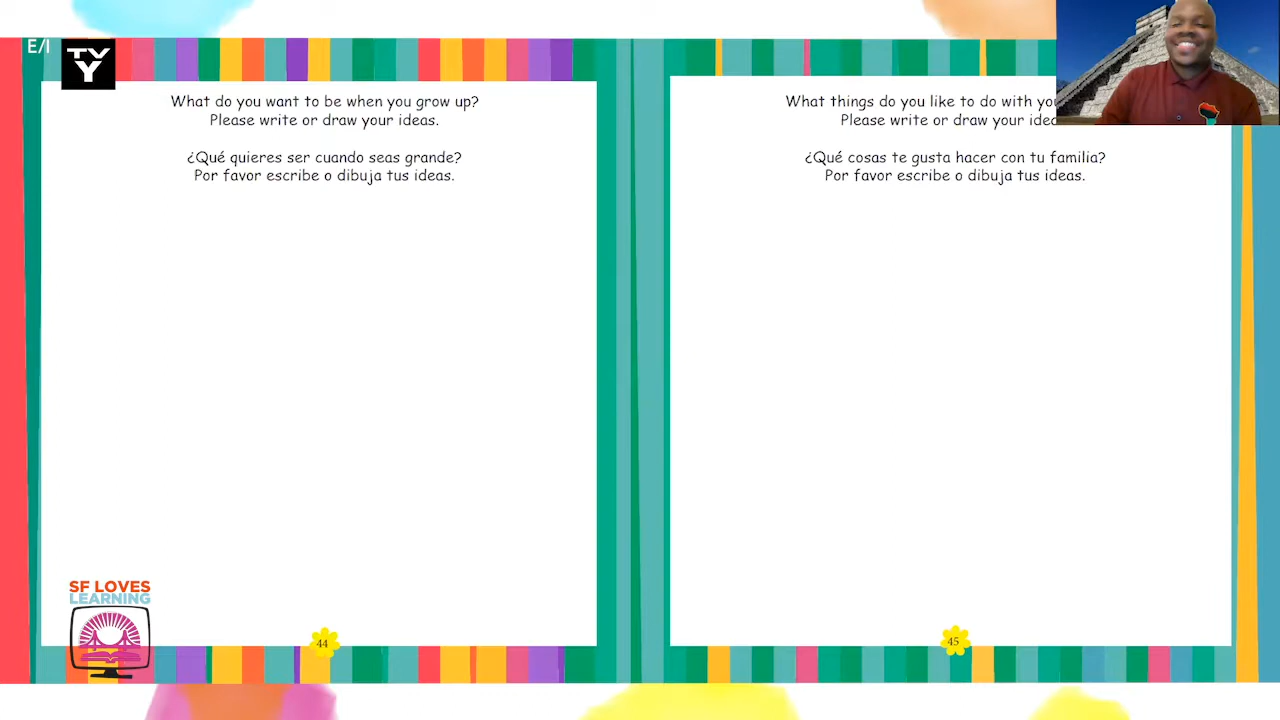 E/I
TV
Y
What do you want to be when you grow up?
Please write or draw your ideas.
¿Qué quieres ser cuando seas grande?
Por favor escribe o dibuja tus ideas.
44
SF LOVES
LEARNING
What things do you like to do with
Please write or draw your
¿Qué cosas te gusta hacer con tu familia?
Por favor escribe o dibuja tus ideas.
45